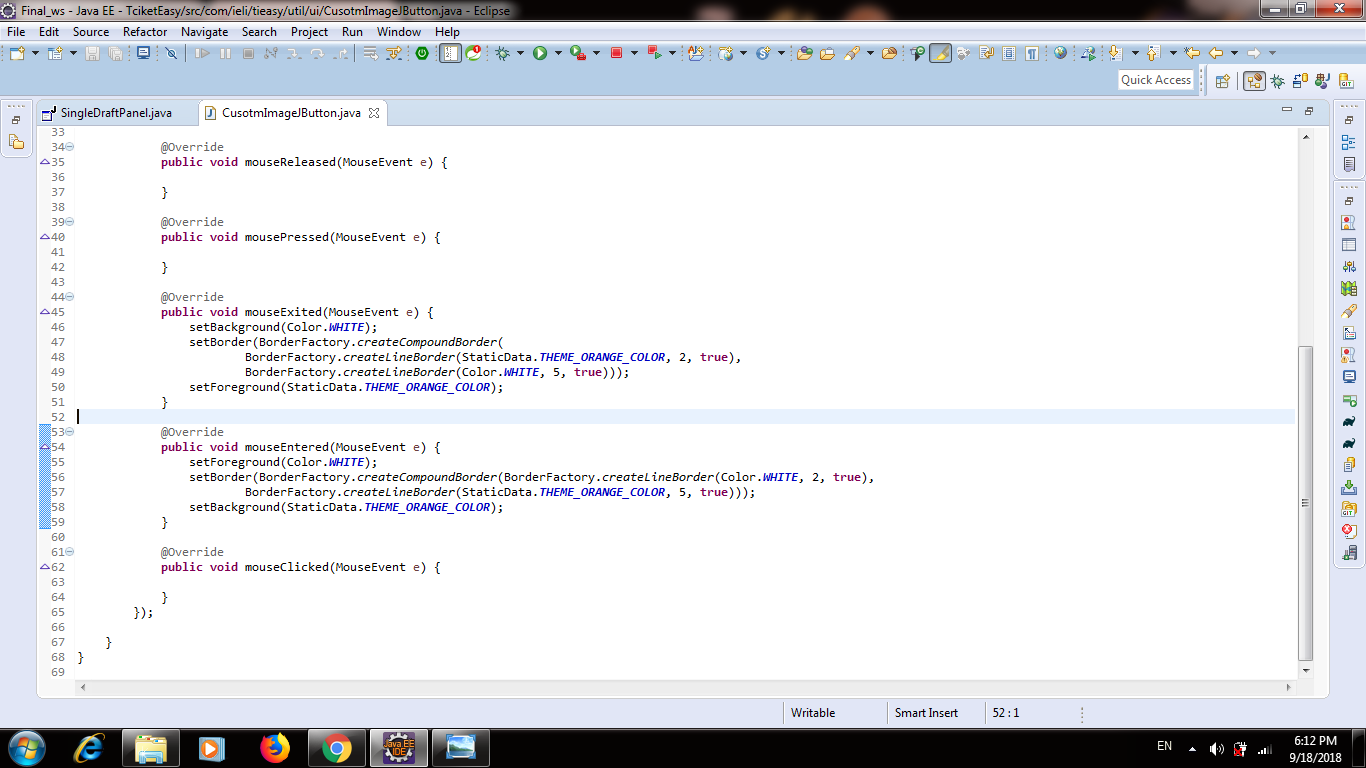 Final_ws - Java EE - TciketEasy/src/com/ieli/tieasy/util/ui/CusotmImageJButton.java - Eclipse
File Edit Source Refactor Navigate Search Project Run Window Help
Quick Access
SingleDraftPanel.java CusotmImageJButton.java
33
34 @Override
35 public void mouseReleased(MouseEvent e) {
36
37 }
38
39 @Override
40 public void mousePressed(MouseEvent e) {
41
42 }
43
44 @Override
45 public void mouseExited(MouseEvent e) {
46 setBackground(Color.WHITE);
47 setBorder(BorderFactory.createCompoundBorder(
48 BorderFactory.createLineBorder(StaticData.THEME_ORANGE_COLOR, 2, true),
49 BorderFactory.createLineBorder(Color.WHITE, 5, true)));
50 setForeground(StaticData.THEME_ORANGE_COLOR);
51 }
52
53 @Override
54 public void mouseEntered(MouseEvent e) {
55 setForeground(Color.WHITE);
56 setBorder(BorderFactory.createCompoundBorder(BorderFactory.createLineBorder(Color.WHITE, 2, true),
57 BorderFactory.createLineBorder(StaticData.THEME_ORANGE_COLOR, 5, true)));
58 setBackground(StaticData.THEME_ORANGE_COLOR);
59 }
60
61 @Override
62 public void mouseClicked(MouseEvent e) {
63
64 }
65 });
66
67 }
68 }
69
Writable Smart Insert 52 : 1
Java EE
IDE
EN
6:12 PM
9/18/2018